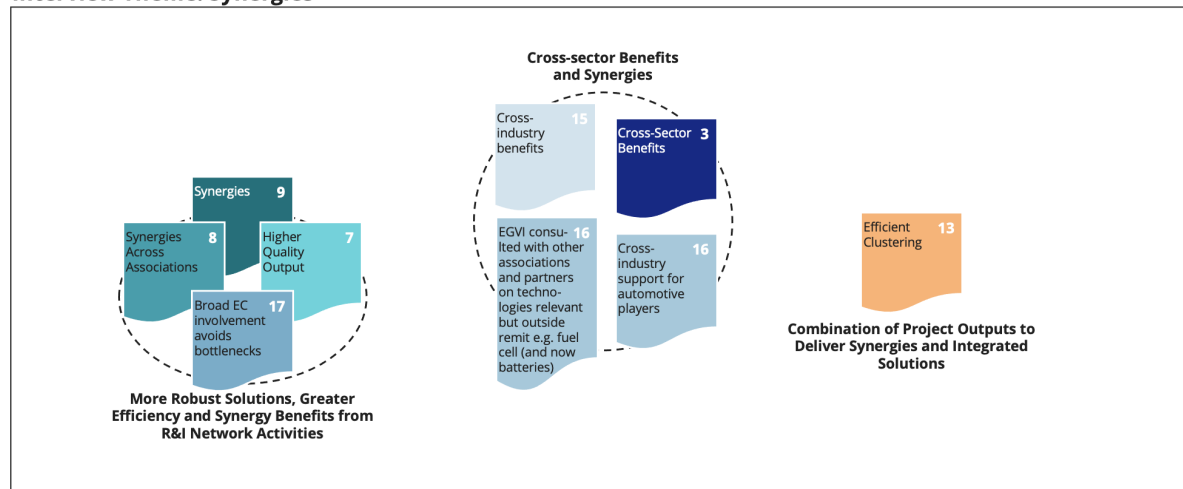 Cross-sector Benefits
and Synergies
Synergies 9
Synergies 8
Across
Associations
Higher 7
Quality
Output
Broad EC 17
involvement
avoids
bottlenecks
More Robust Solutions, Greater
Efficiency and Synergy Benefits from
R&I Network Activities
Cross- 15
industry
benefits
Cross-Sector 3
Benefits
EGVI consu- 16
lted with other
associations
and partners
on techno-
logies relevant
but outside
remit e.g. fuel
cell (and now
batteries)
Cross- 16
industry
support for
automotive
players
Efficient 13
Clustering
Combination of Project Outputs to
Deliver Synergies and Integrated
Solutions